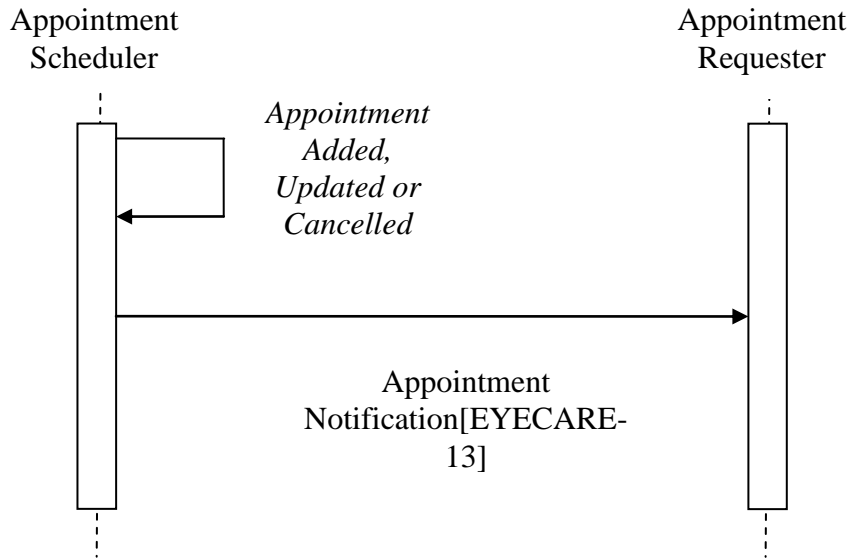 Appointment
Scheduler
Appointment
Requester
Appointment
Added,
Updated or
Cancelled
Appointment
Notification[EYECARE-
13]